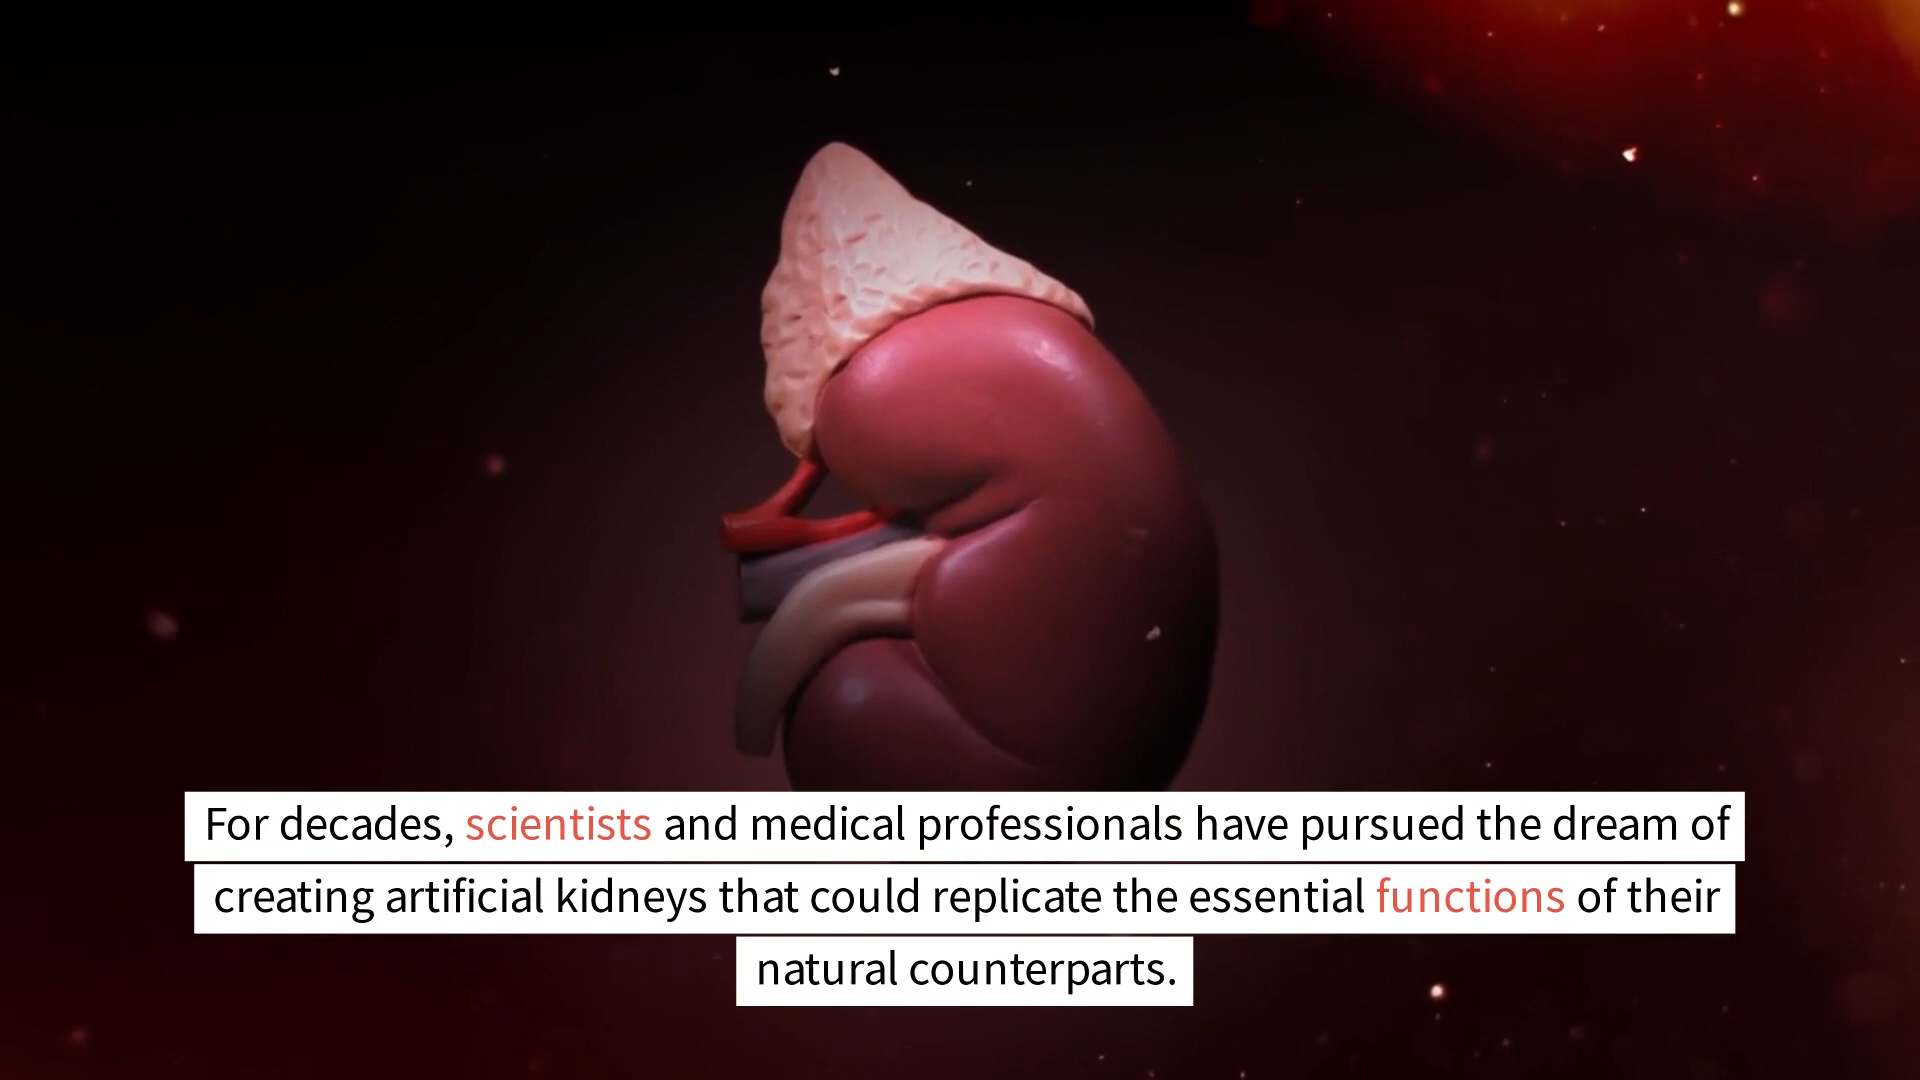 For decades, scientists and medical professionals have pursued the dream of
creating artificial kidneys that could replicate the essential functions of their
natural counterparts.